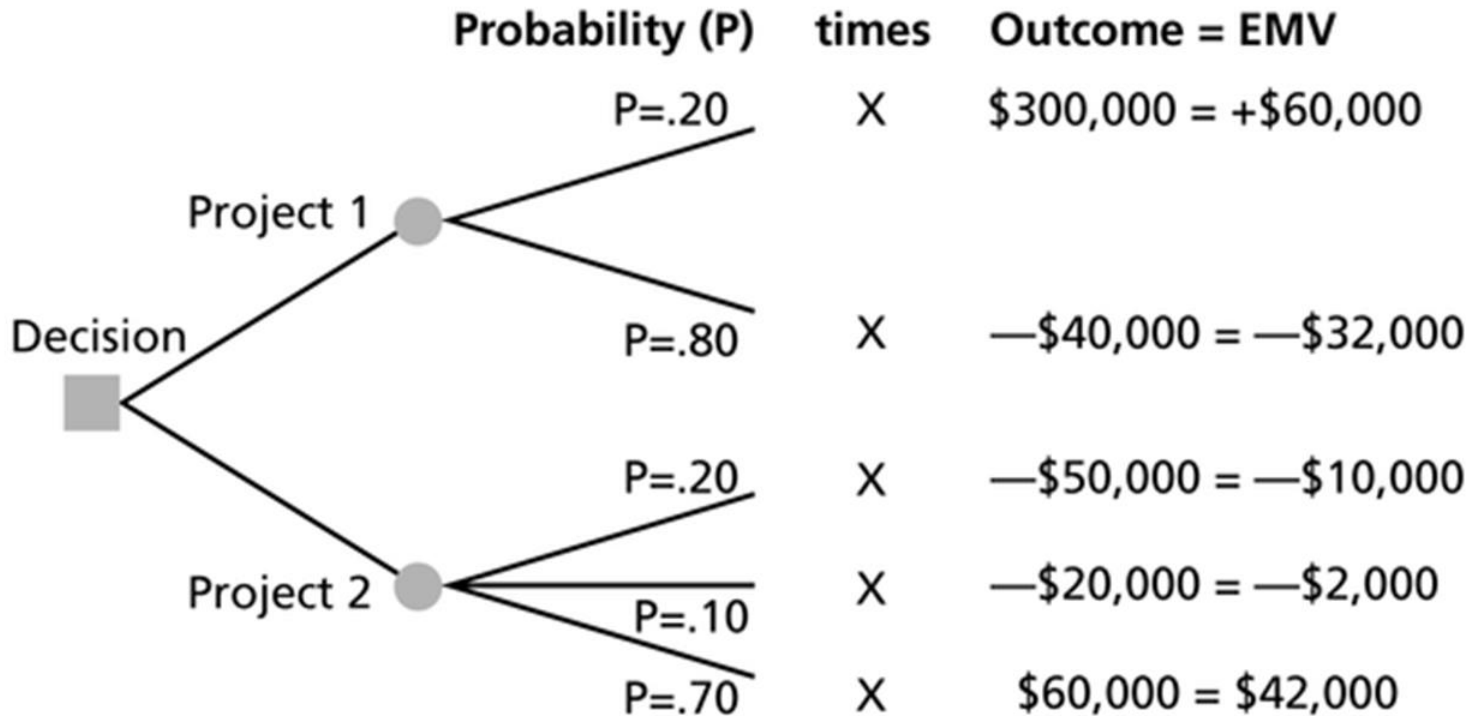 Probability (P) times Outcome = EMV
P=.20 X $300,000 = +$60,000
Project 1
P=.80 X —$40,000 = —$32,000
Decision
P=.20 X —$50,000 = —$10,000
Project 2
P=.10 X —$20,000 = —$2,000
P=.70 X $60,000 = $42,000